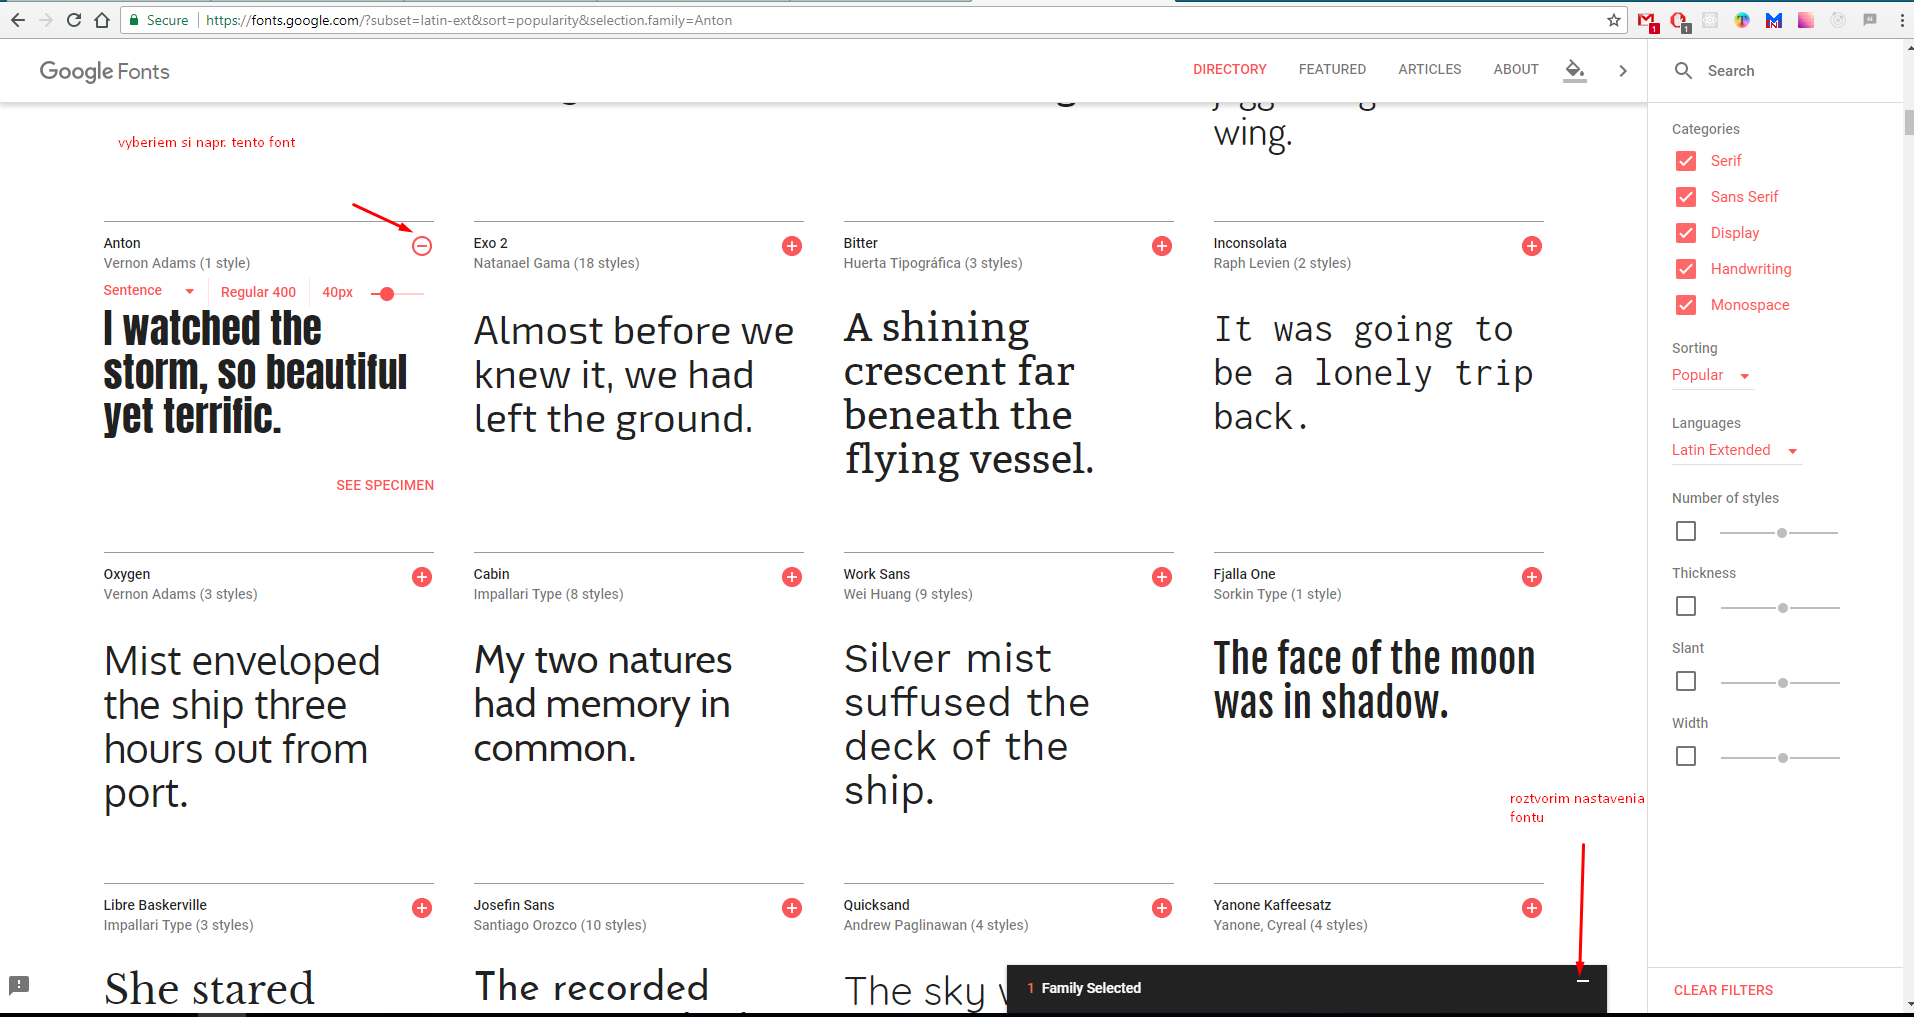 Secure
https://fonts.google.com/?subset=latin-ext&sort=popularity&selection.family=Anton
1
1
Google Fonts
DIRECTORY
FEATURED
ARTICLES
ABOUT
Search
wing.
vyberiem si napr. tento font
Anton
Vernon Adams (1 style)
Sentence
Regular 400
40px
I watched the
storm, so beautiful
yet terrific.
SEE SPECIMEN
Exo 2
Natanael Gama (18 styles)
Almost before we
knew it, we had
left the ground.
Bitter
Huerta Tipográfica (3 styles)
A shining
crescent far
beneath the
flying vessel.
Inconsolata
Raph Levien (2 styles)
It was going to
be a lonely trip
back.
Oxygen
Vernon Adams (3 styles)
Mist enveloped
the ship three
hours out from
port.
Cabin
Impallari Type (8 styles)
My two natures
had memory in
common.
Work Sans
Wei Huang (9 styles)
Silver mist
suffused the
deck of the
ship.
Fjalla One
Sorkin Type (1 style)
The face of the moon
was in shadow.
roztvorim nastavenia
fontu
Libre Baskerville
Impallari Type (3 styles)
She stared
Josefin Sans
Santiago Orozco (10 styles)
The recorded
Quicksand
Andrew Paglinawan (4 styles)
The sky
Yanone Kaffeesatz
Yanone, Cyreal (4 styles)
1 Family Selected
Categories
Serif
Sans Serif
Display
Handwriting
Monospace
Sorting
Popular
Languages
Latin Extended
Number of styles
Thickness
Slant
Width
CLEAR FILTERS